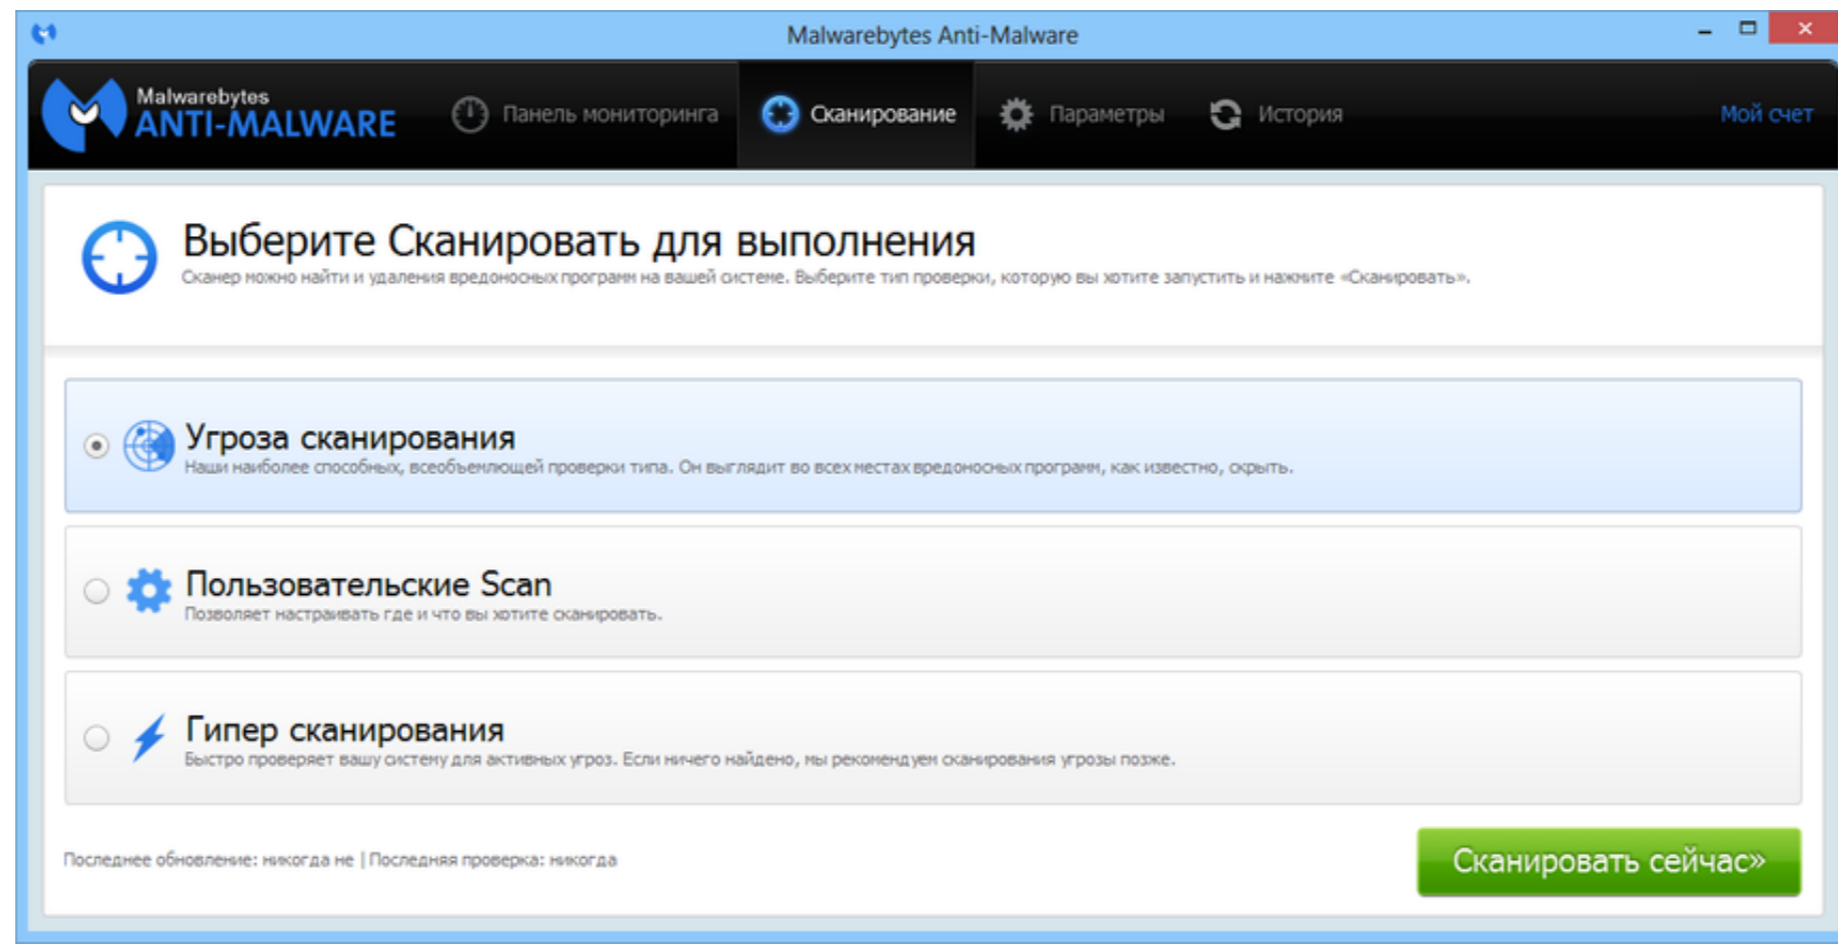 Malwarebytes Anti-Malware
Malwarebytes
ANTI-MALWARE
Панель мониторинга
Сканирование
Параметры
История
Мой счет
Выберите Сканировать для выполнения
Сканер можно найти и удаления вредоносных программ на вашей системе. Выберите тип проверки, которую вы хотите запустить и нажмите «Сканировать».
Угроза сканирования
Наши наиболее способных, всеобъемлющей проверки типа. Он выглядит во всех местах вредоносных программ, как известно, скрыть.
Пользовательские Scan
Позволяет настраивать где и что вы хотите сканировать.
Гипер сканирования
Быстро проверяет вашу систему для активных угроз. Если ничего найдено, мы рекомендуем сканирования угрозы позже.
Последнее обновление: никогда не | Последняя проверка: никогда
Сканировать сейчас»